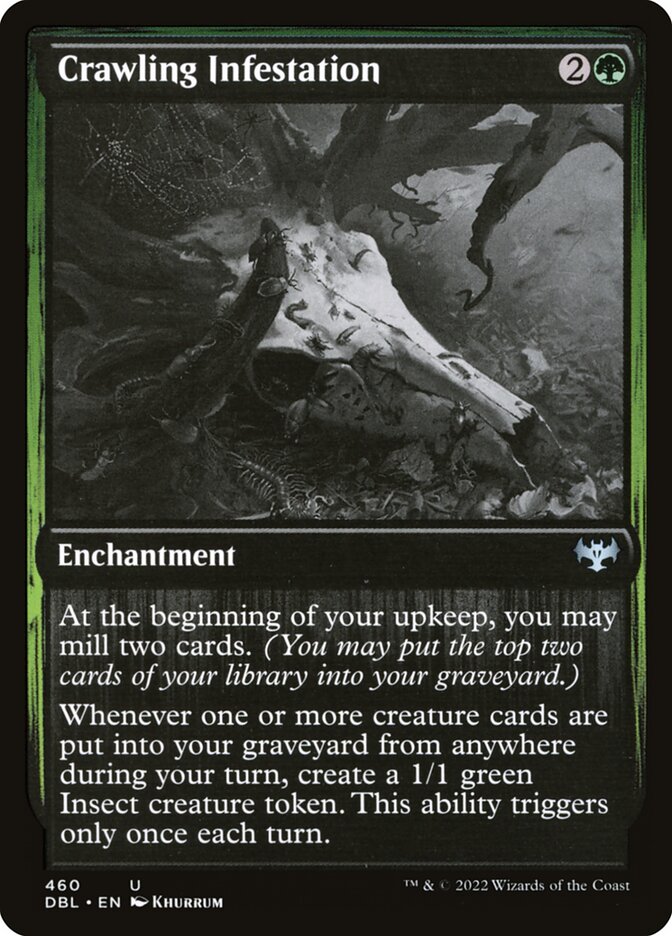 Crawling Infestation 2
Enchantment
At the beginning of your upkeep, you may
mill two cards. (You may put the top two
cards of your library into your graveyard.)
Whenever one or more creature cards are
put into your graveyard from anywhere
during your turn, create a 1/1 green
Insect creature token. This ability triggers
only once each turn.
460 U ™ & © 2022 Wizards of the Coast
DBL • EN Khurrum